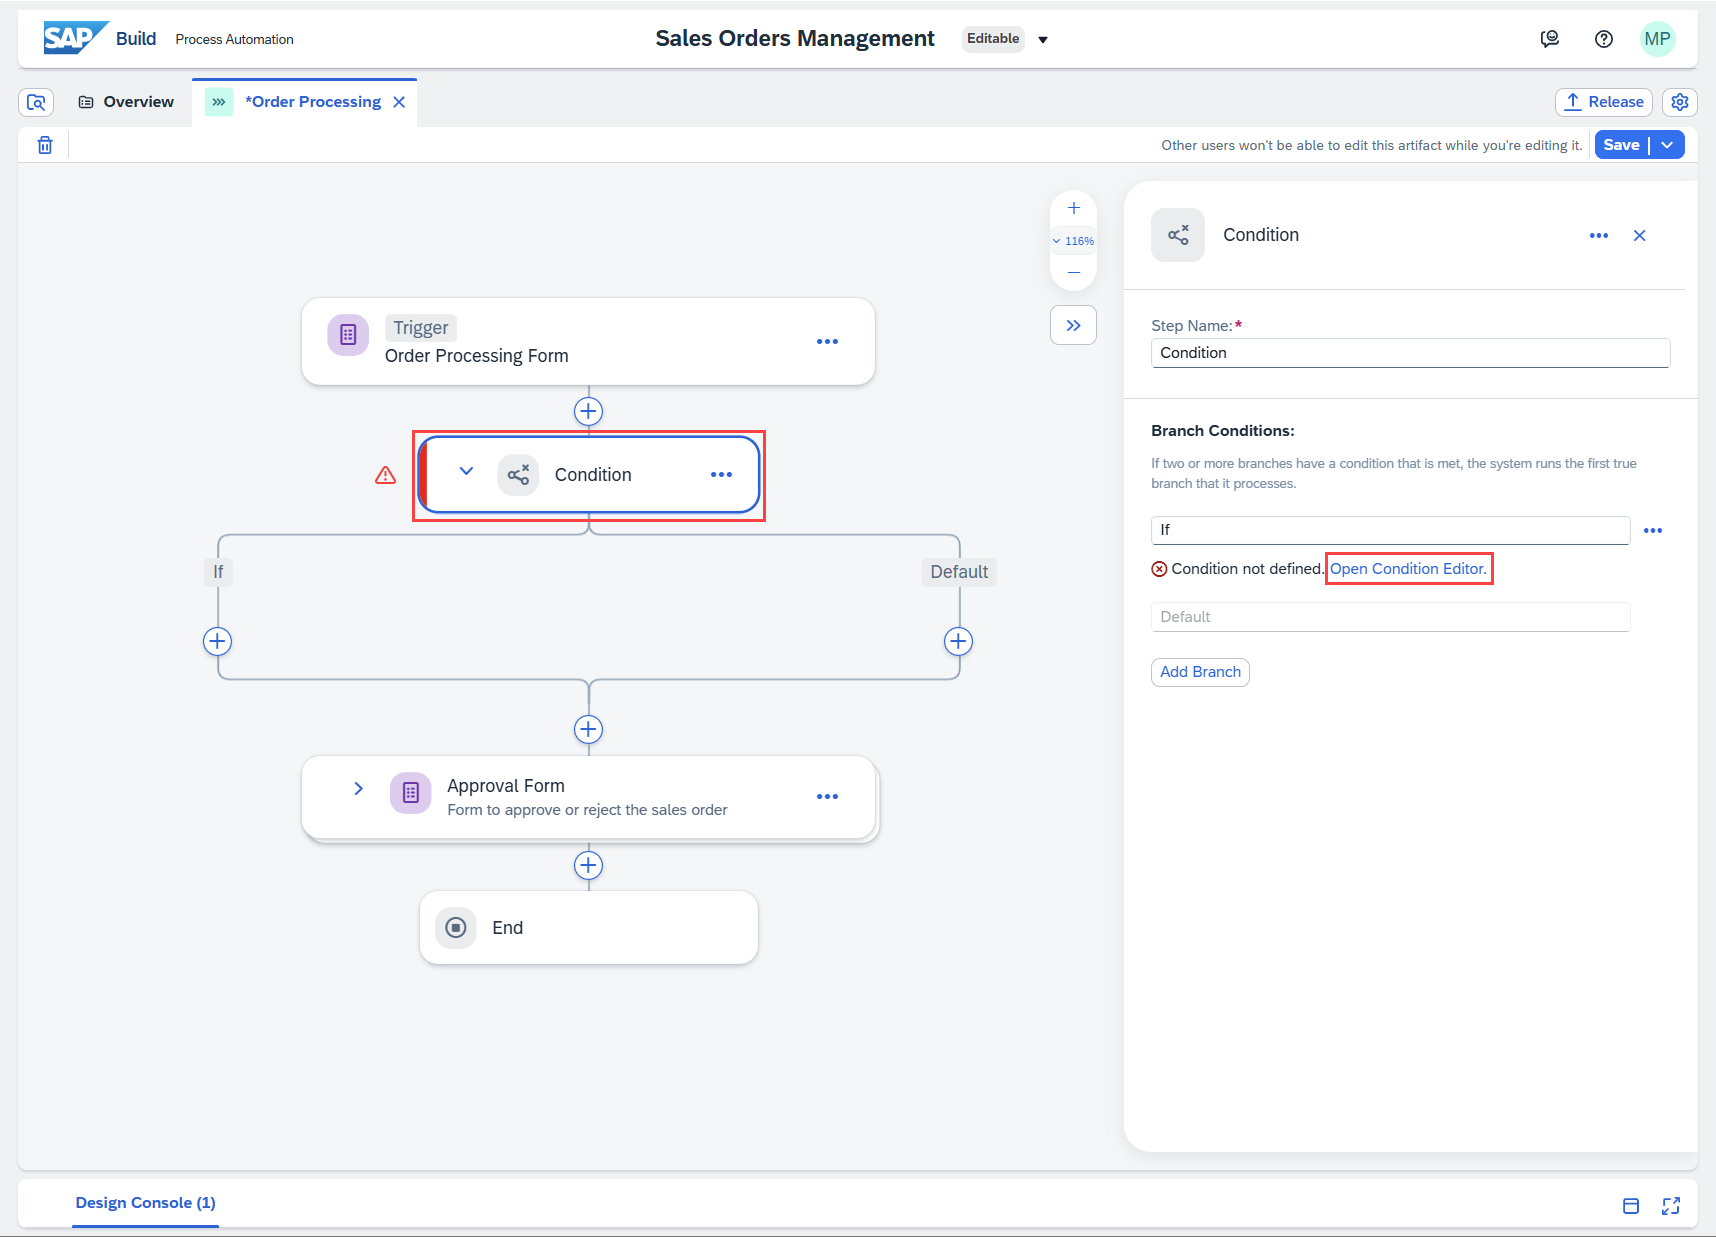 SAP Build Process Automation
Sales Orders Management Editable
MP
Overview
*Order Processing
Release
Other users won't be able to edit this artifact while you're editing it.
Save
116%
Trigger
Order Processing Form
Condition
If
Default
Approval Form
Form to approve or reject the sales order
End
Condition
Step Name:*
Condition
Branch Conditions:
If two or more branches have a condition that is met, the system runs the first true
branch that it processes.
If
Condition not defined. Open Condition Editor.
Default
Add Branch
Design Console (1)